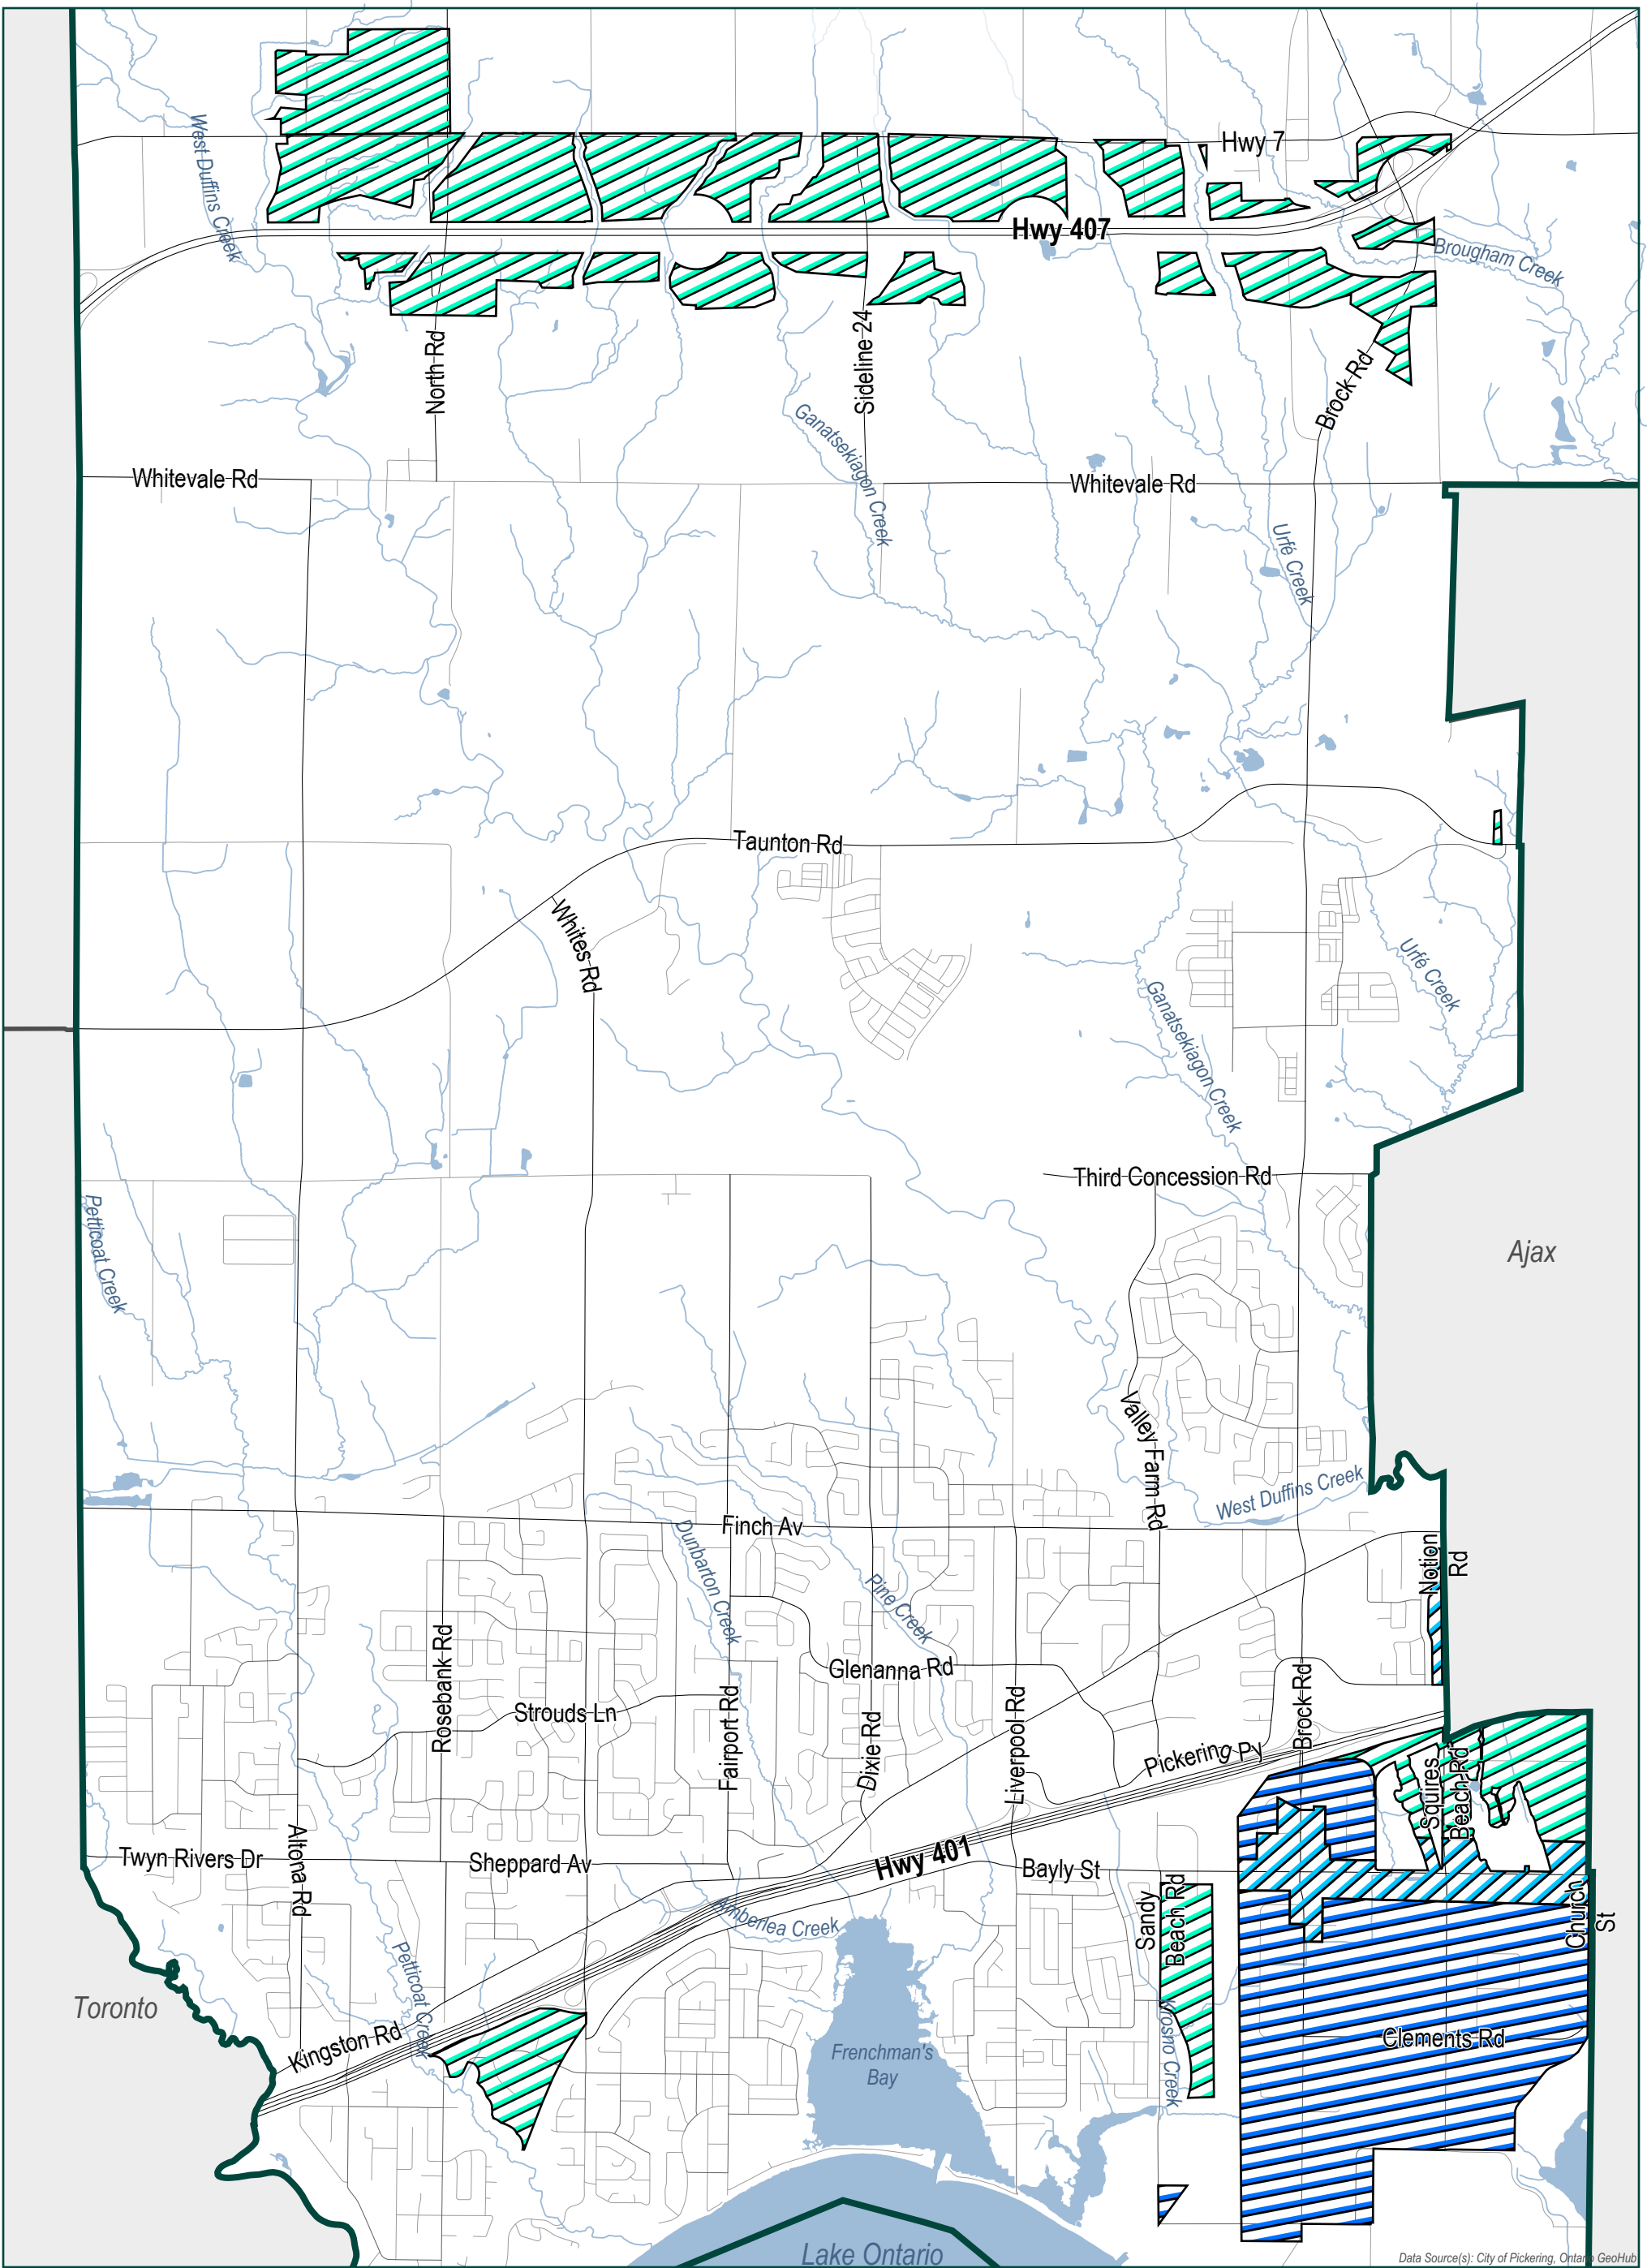 Hwy 7
West Duffins Creek
Hwy 407
Brougham Creek
North Rd
Sideline 24
Brock Rd
Ganatsekiagon Creek
Whitevale Rd
Whitevale Rd
Urfé Creek
Taunton Rd
Whites Rd
Urfé Creek
Ganatsekiagon Creek
Third Concession Rd
Petticoat Creek
Ajax
Valley Farm Rd
West Duffins Creek
Finch Av
Dunbarton Creek
Pine Creek
Notion
Rd
Rosebank Rd
Glenanna Rd
Strouds Ln
Fairport Rd
Dixie Rd
Liverpool Rd
Brock Rd
Pickering Py
Squires
Beach Rd
Altona Rd
Twyn Rivers Dr
Sheppard Av
Hwy 401
Bayly St
Sandy
Beach Rd
Church
St
Amberlea Creek
Petticoat Creek
Toronto
Kingston Rd
Frenchman's
Bay
Krosno Creek
Clements Rd
Lake Ontario
Data Source(s): City of Pickering, Ontario GeoHub